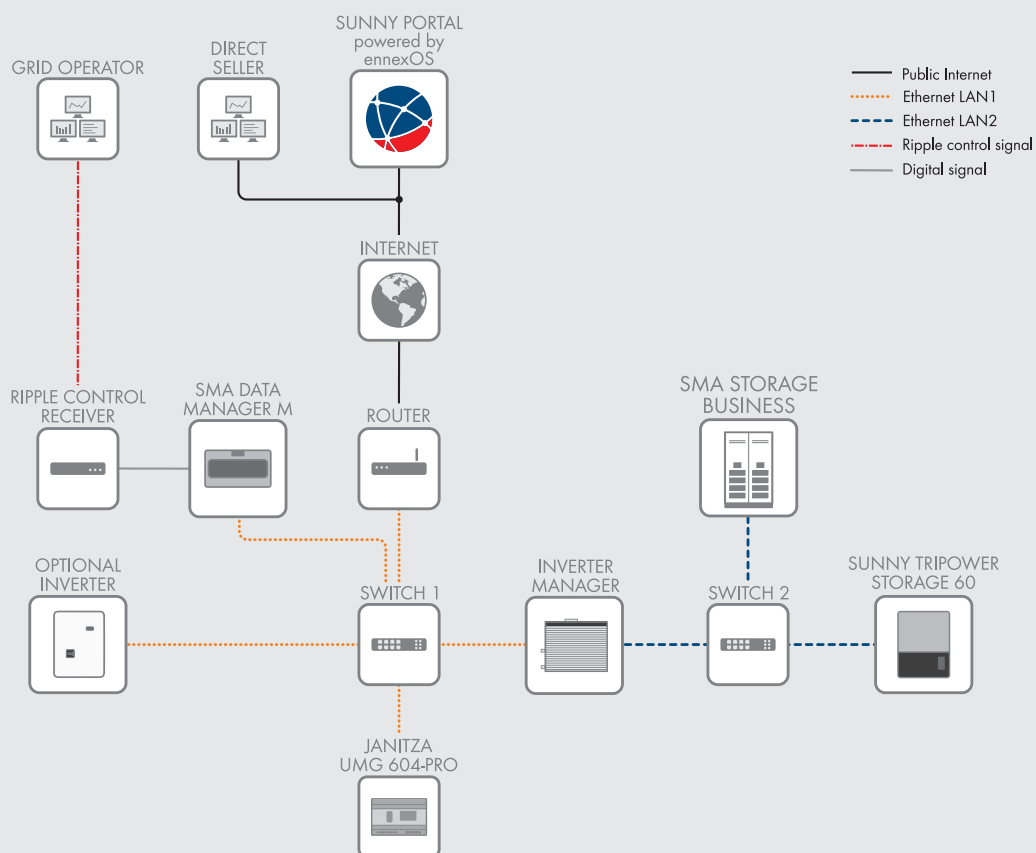 SUNNY PORTAL
powered by
ennexOS
DIRECT
SELLER
GRID OPERATOR
Public Internet
Ethernet LAN1
Ethernet LAN2
Ripple control signal
Digital signal
INTERNET
RIPPLE CONTROL
RECEIVER
SMA DATA
MANAGER M
ROUTER
SMA STORAGE
BUSINESS
OPTIONAL
INVERTER
SWITCH 1
INVERTER
MANAGER
SWITCH 2
SUNNY TRIPOWER
STORAGE 60
JANITZA
UMG 604-PRO